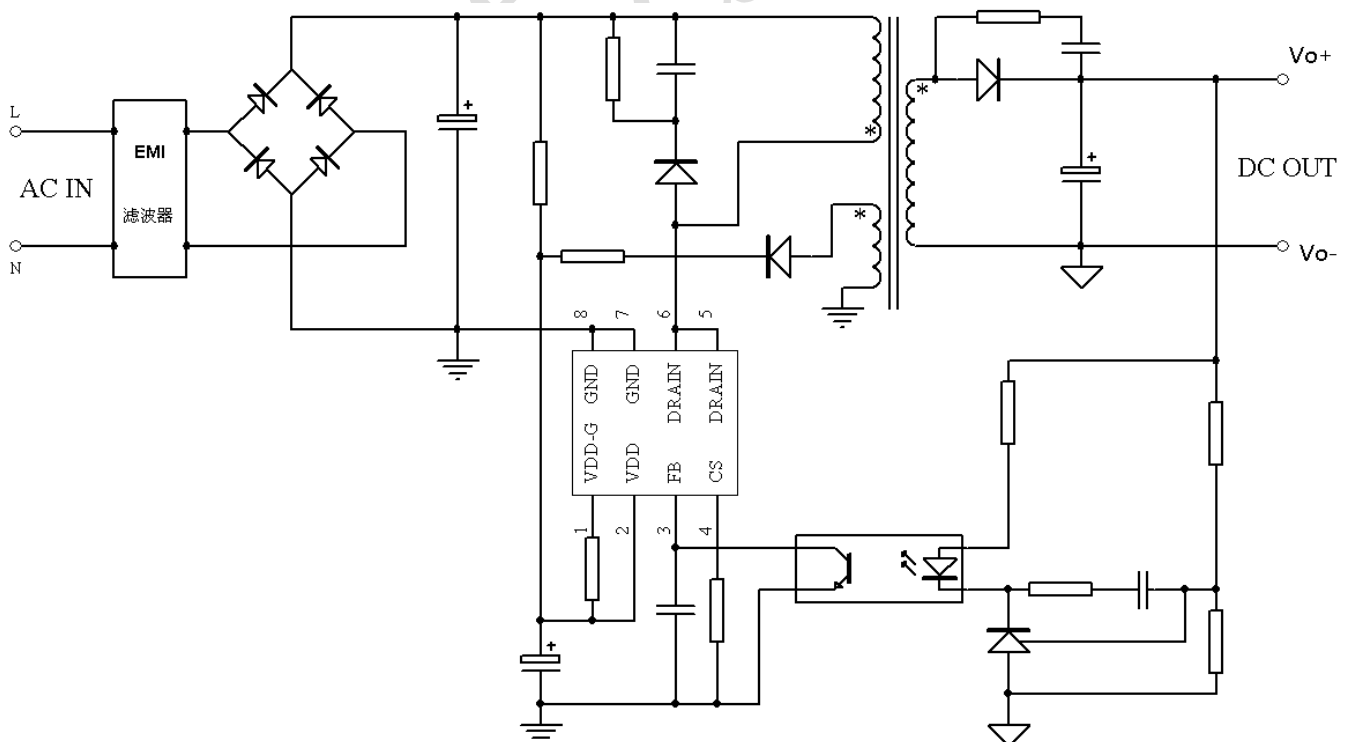 Vo+
L
EMI
AC IN
滤波器
N
DC OUT
Vo-
8
7
6
5
GND
GND
DRAIN
DRAIN
VDD-G
VDD
FB
CS
1
2
3
4